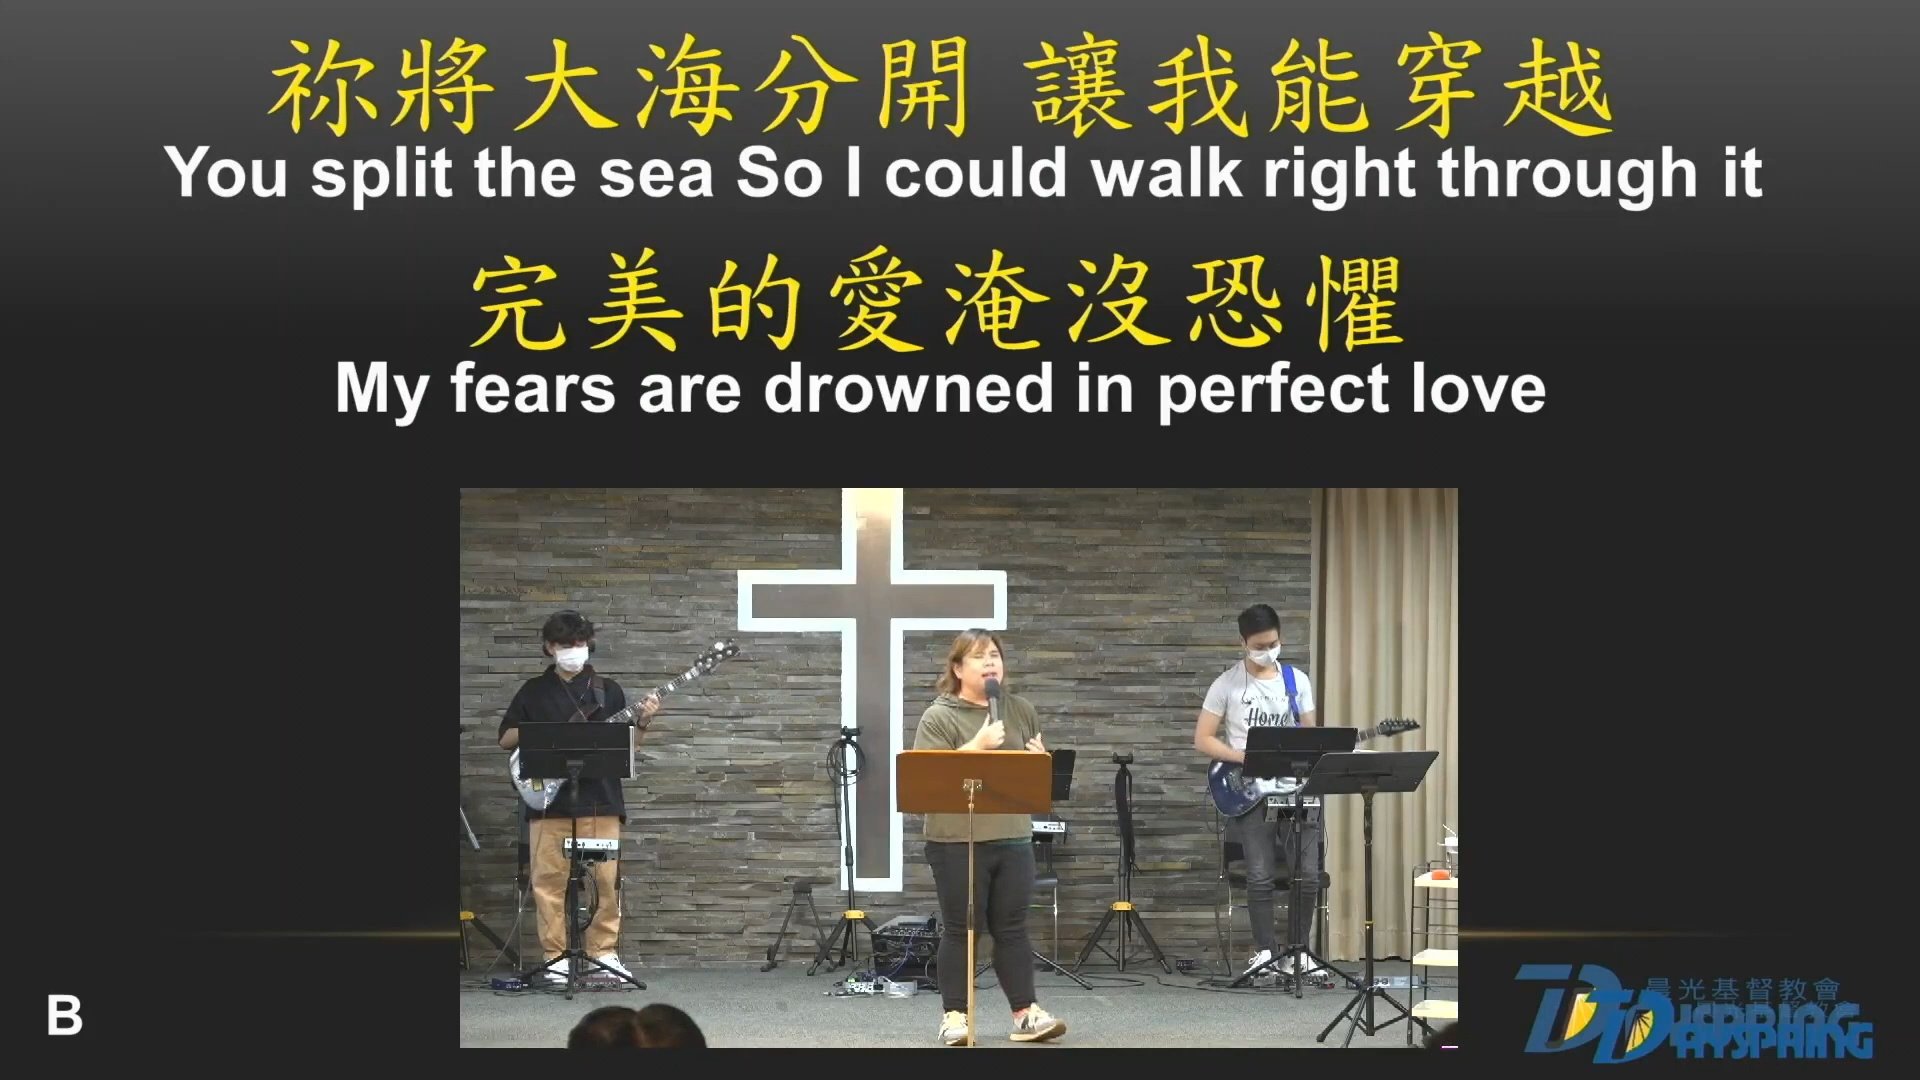 祢將大海分開 讓我能穿越
You split the sea So I could walk right through it
完美的愛淹沒恐懼
My fears are drowned in perfect love
Home
B
晨光基督教會